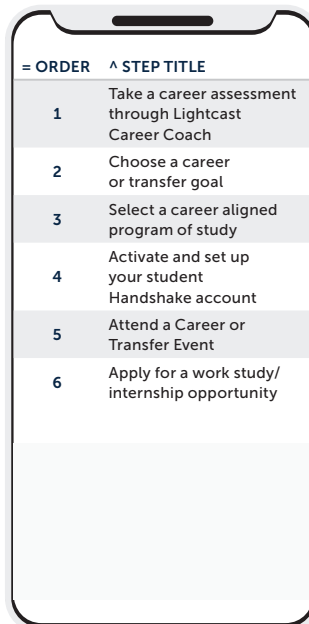 = ORDER ^ STEP TITLE
1 Take a career assessment
through Lightcast
Career Coach
2 Choose a career
or transfer goal
3 Select a career aligned
program of study
4 Activate and set up
your student
Handshake account
5 Attend a Career or
Transfer Event
6 Apply for a work study/
internship opportunity